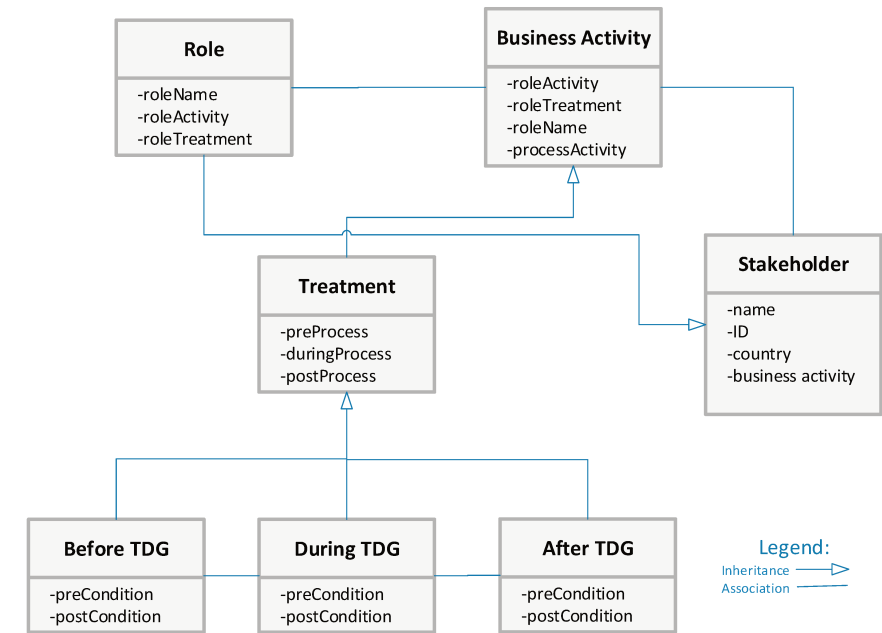 Role
-roleName
-roleActivity
-roleTreatment
Business Activity
-roleActivity
-roleTreatment
-roleName
-processActivity
Treatment
-preProcess
-duringProcess
-postProcess
Stakeholder
-name
-ID
-country
-business activity
Before TDG
-preCondition
-postCondition
During TDG
-preCondition
-postCondition
After TDG
-preCondition
-postCondition
Legend:
Inheritance
Association